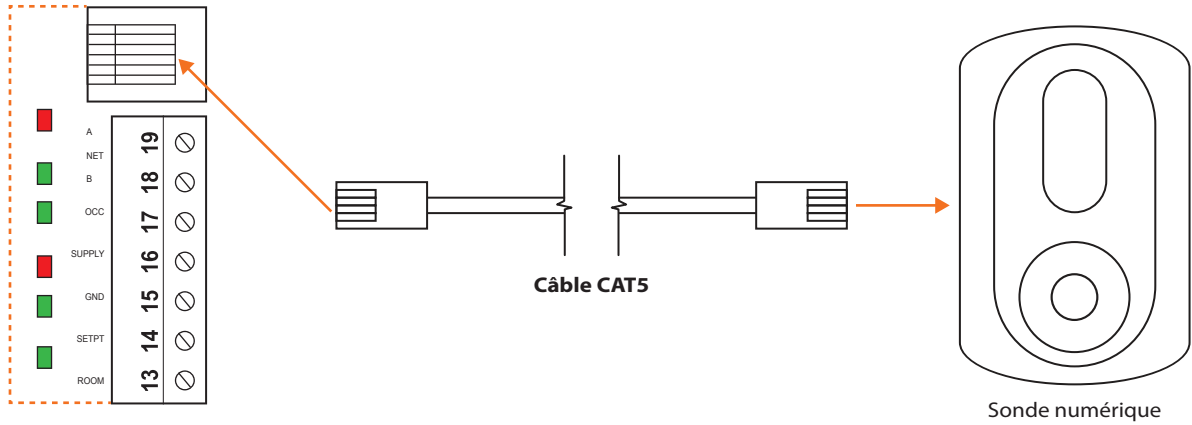 A
19
NET
B
18
OCC
17
SUPPLY
16
GND
15
SETPT
14
ROOM
13
Câble CAT5
Sonde numérique